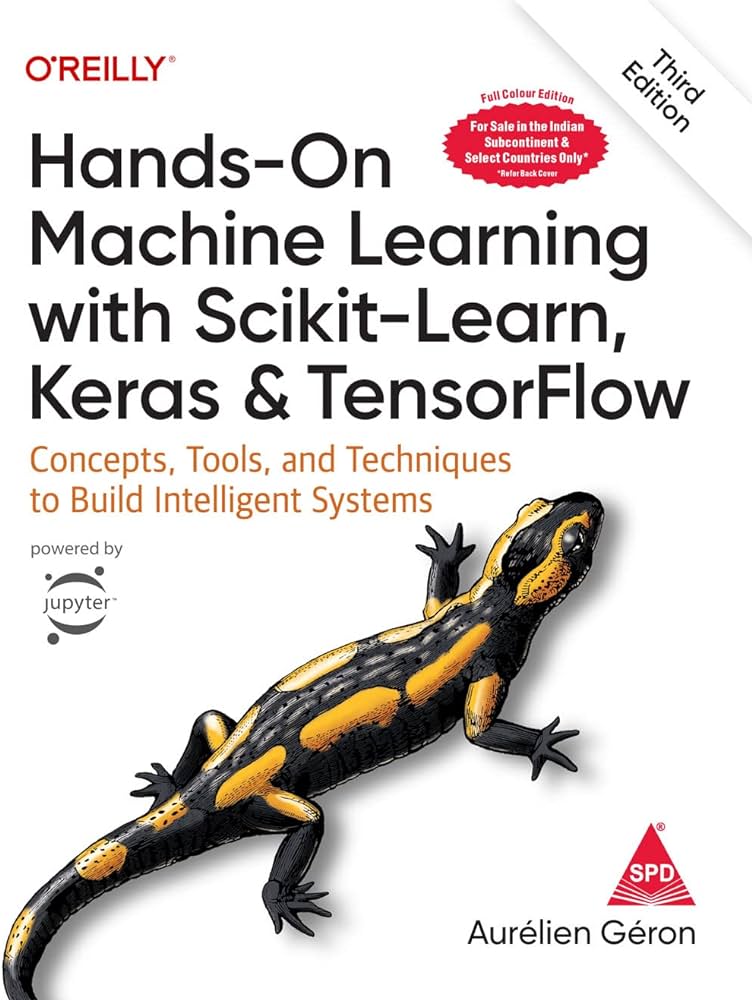 O'REILLY®
Third
Edition
Full Colour Edition
For Sale in the Indian
Subcontinent &
Select Countries Only*
*Refer Back Cover
Hands-On
Machine Learning
with Scikit-Learn,
Keras & TensorFlow
Concepts, Tools, and Techniques
to Build Intelligent Systems
powered by
jupyter™
®
SPD
Aurélien Géron